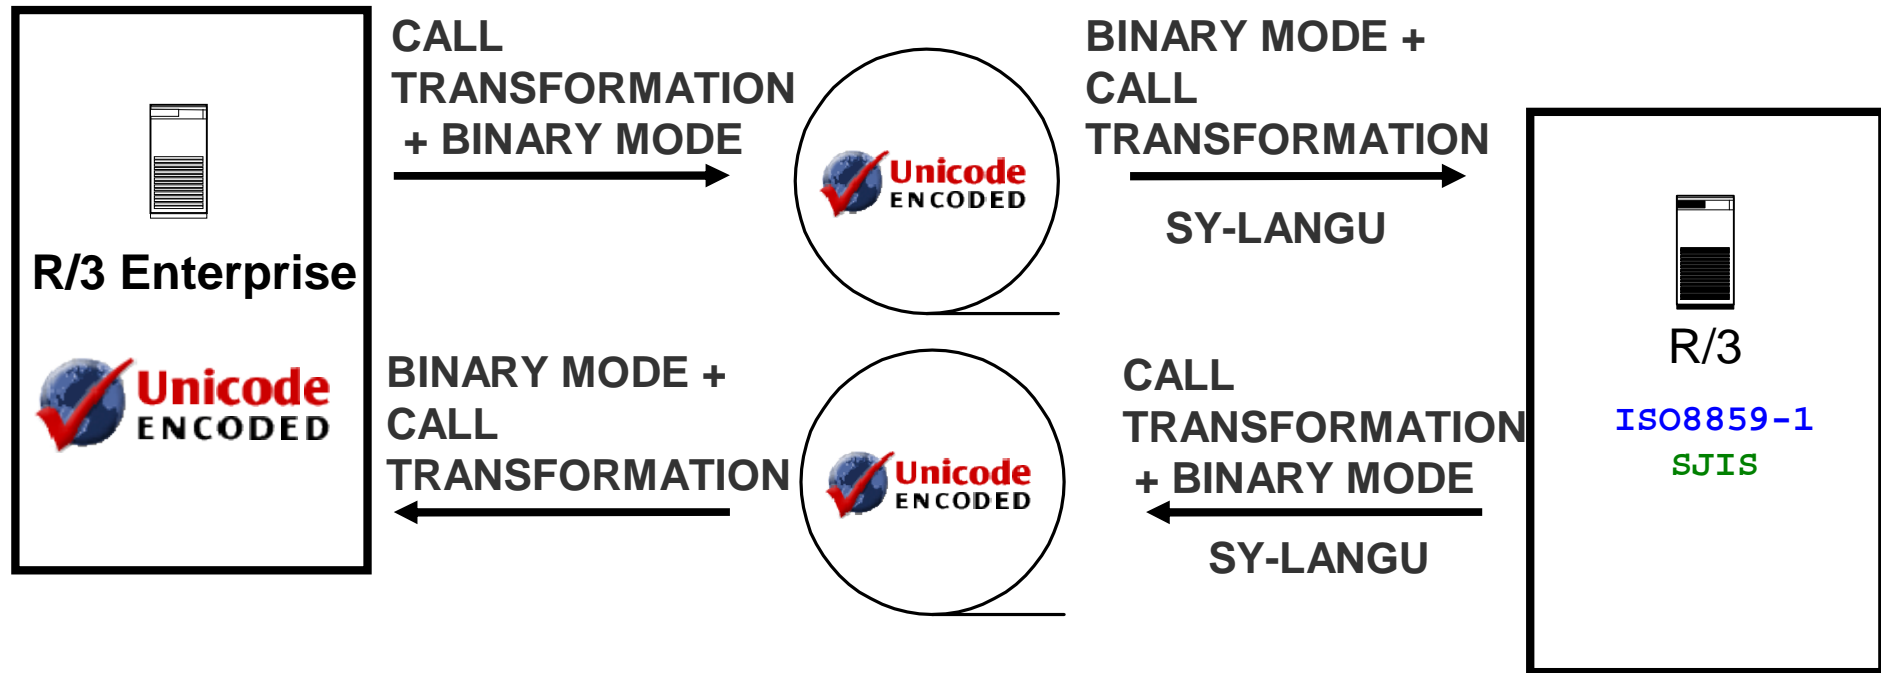 R/3 Enterprise
Unicode
ENCODED
CALL
TRANSFORMATION
+ BINARY MODE
Unicode
ENCODED
BINARY MODE +
CALL
TRANSFORMATION
SY-LANGU
BINARY MODE +
CALL
TRANSFORMATION
Unicode
ENCODED
CALL
TRANSFORMATION
+ BINARY MODE
SY-LANGU
R/3
ISO8859-1
SJIS